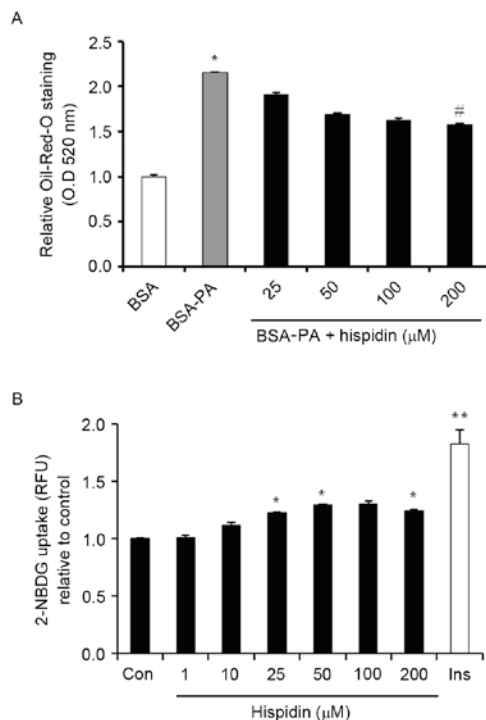 A
Relative Oil-Red-O staining
(O.D 520 nm)
2.5
2.0
1.5
1.0
0.5
0.0
*
#
BSA
BSA-PA
25
50
100
200
BSA-PA + hispidin (μM)
B
2-NBDG uptake (RFU)
relative to control
2.0
1.5
1.0
0.5
0.0
*
*
*
**
Con
1
10
25
50
100
200
Ins
Hispidin (μM)